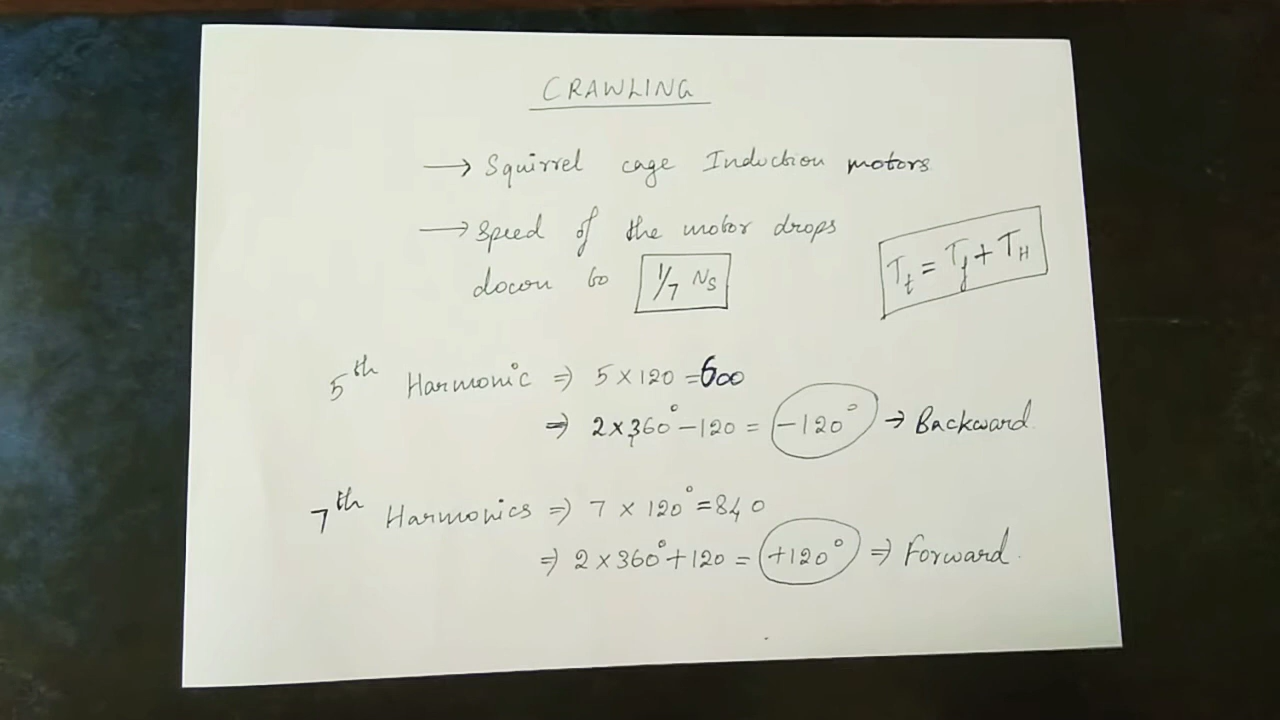 CRAWLING
→ Squirrel cage Induction motors
→ Speed of the motor drops
down to 1/7 Ns
Tt = Tf + TH
5th Harmonic ⇒ 5 × 120 = 600
⇒ 2 × 360° − 120 = −120° → Backward.
7th Harmonics ⇒ 7 × 120° = 840
⇒ 2 × 360° + 120 = +120° ⇒ Forward.